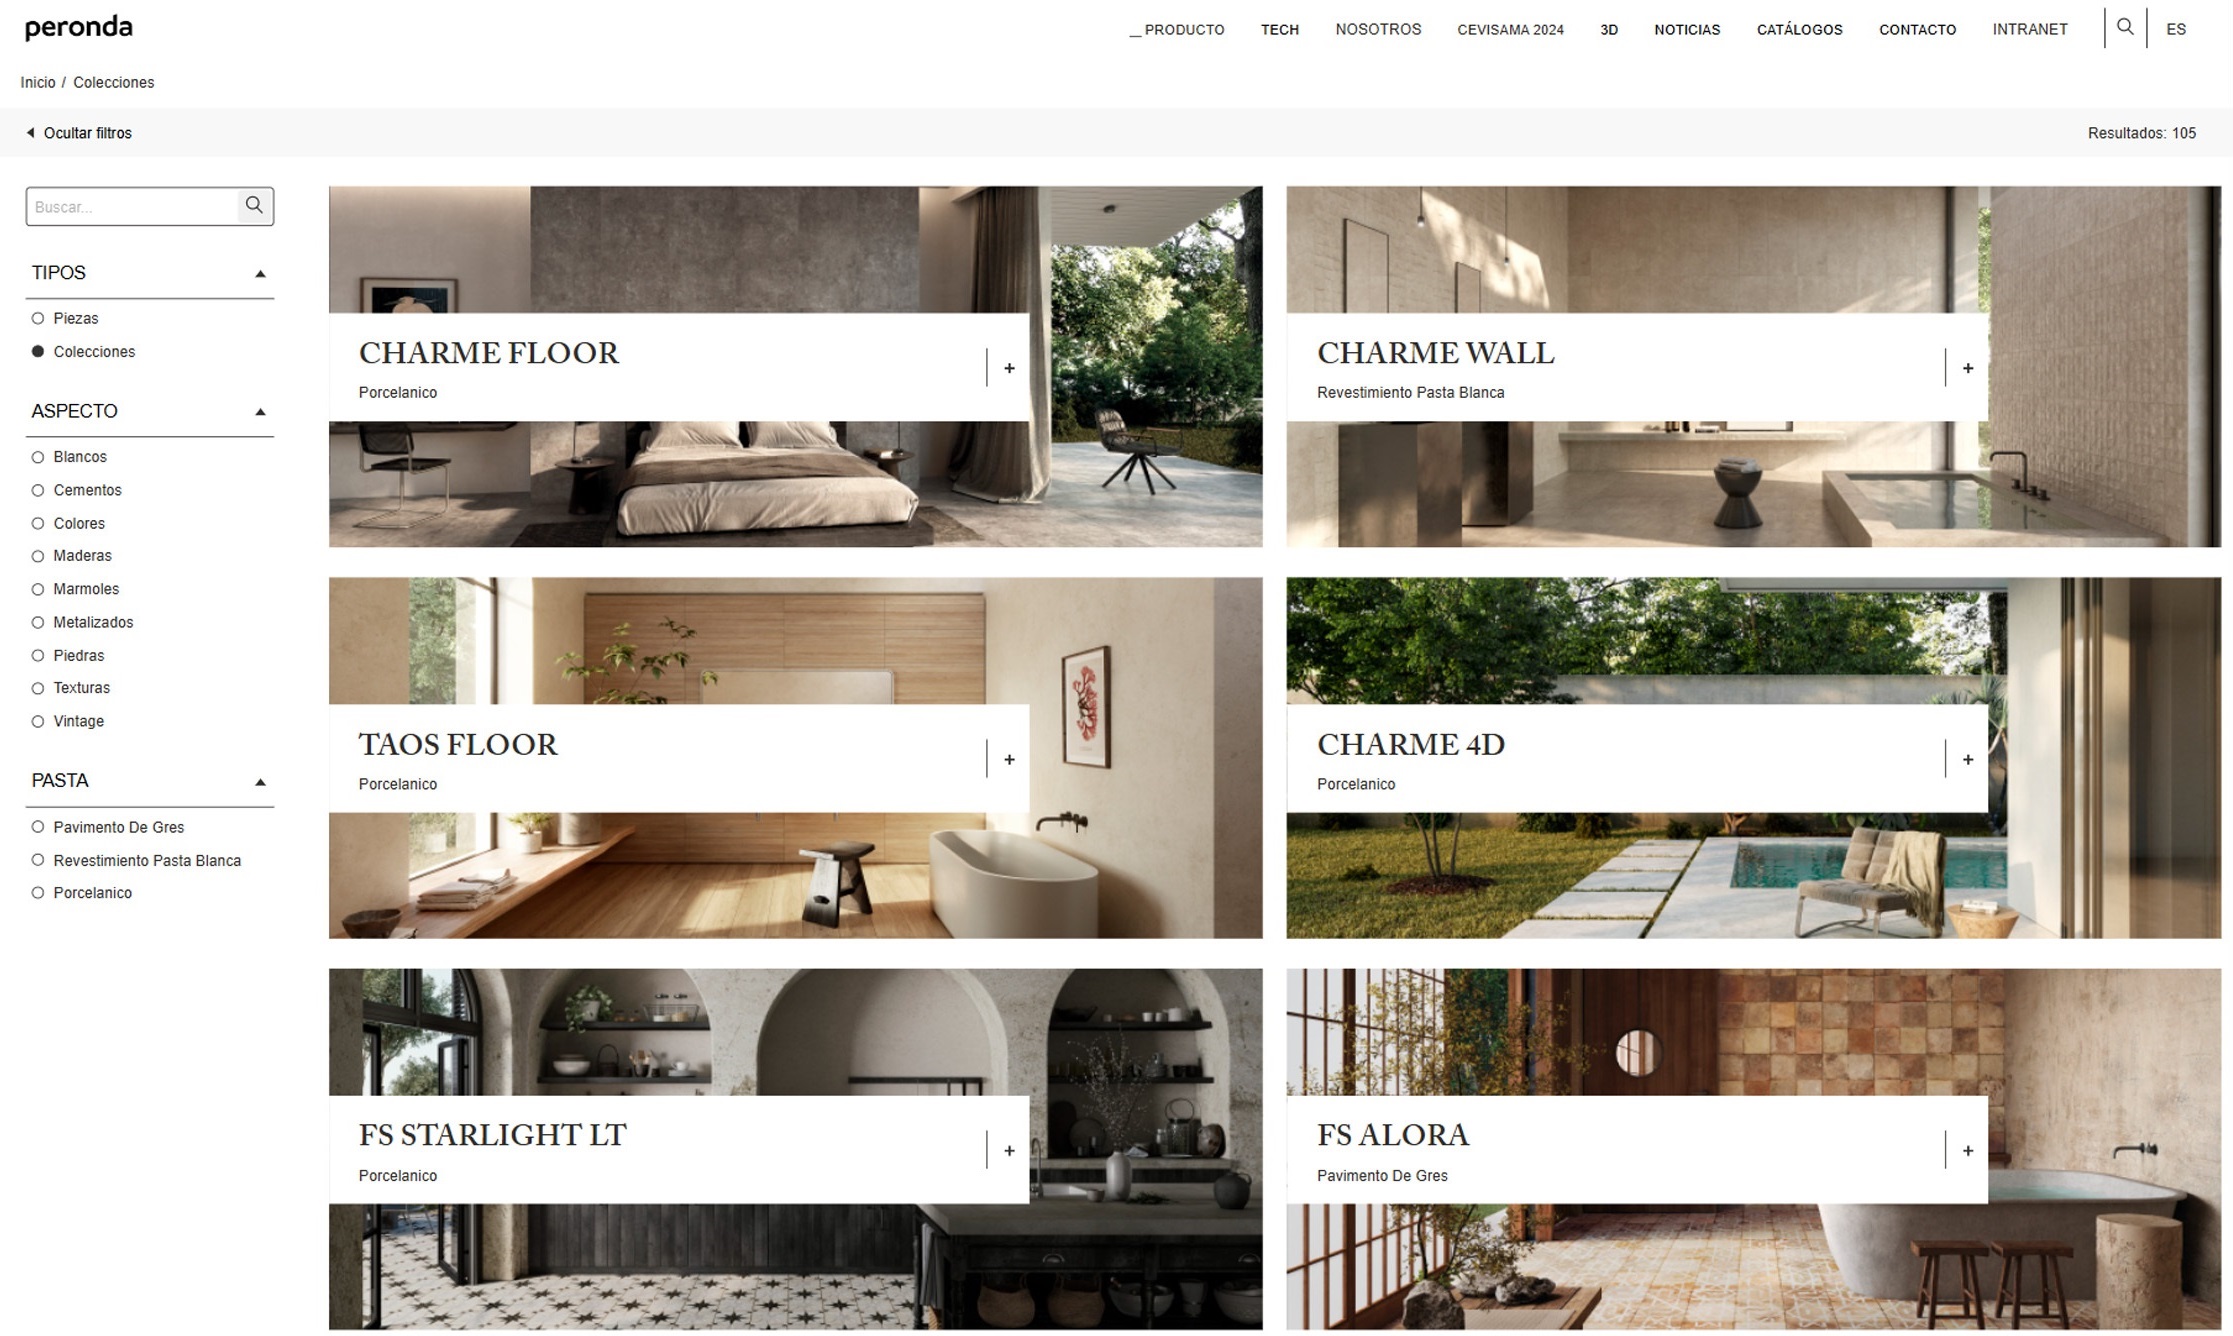 peronda
__ PRODUCTO TECH NOSOTROS CEVISAMA 2024 3D NOTICIAS CATÁLOGOS CONTACTO INTRANET ES
Inicio / Colecciones
Ocultar filtros
Resultados: 105
Buscar...
TIPOS
Piezas
Colecciones
ASPECTO
Blancos
Cementos
Colores
Maderas
Marmoles
Metalizados
Piedras
Texturas
Vintage
PASTA
Pavimento De Gres
Revestimiento Pasta Blanca
Porcelanico
CHARME FLOOR
Porcelanico
+
CHARME WALL
Revestimiento Pasta Blanca
+
TAOS FLOOR
Porcelanico
+
CHARME 4D
Porcelanico
+
FS STARLIGHT LT
Porcelanico
+
FS ALORA
Pavimento De Gres
+